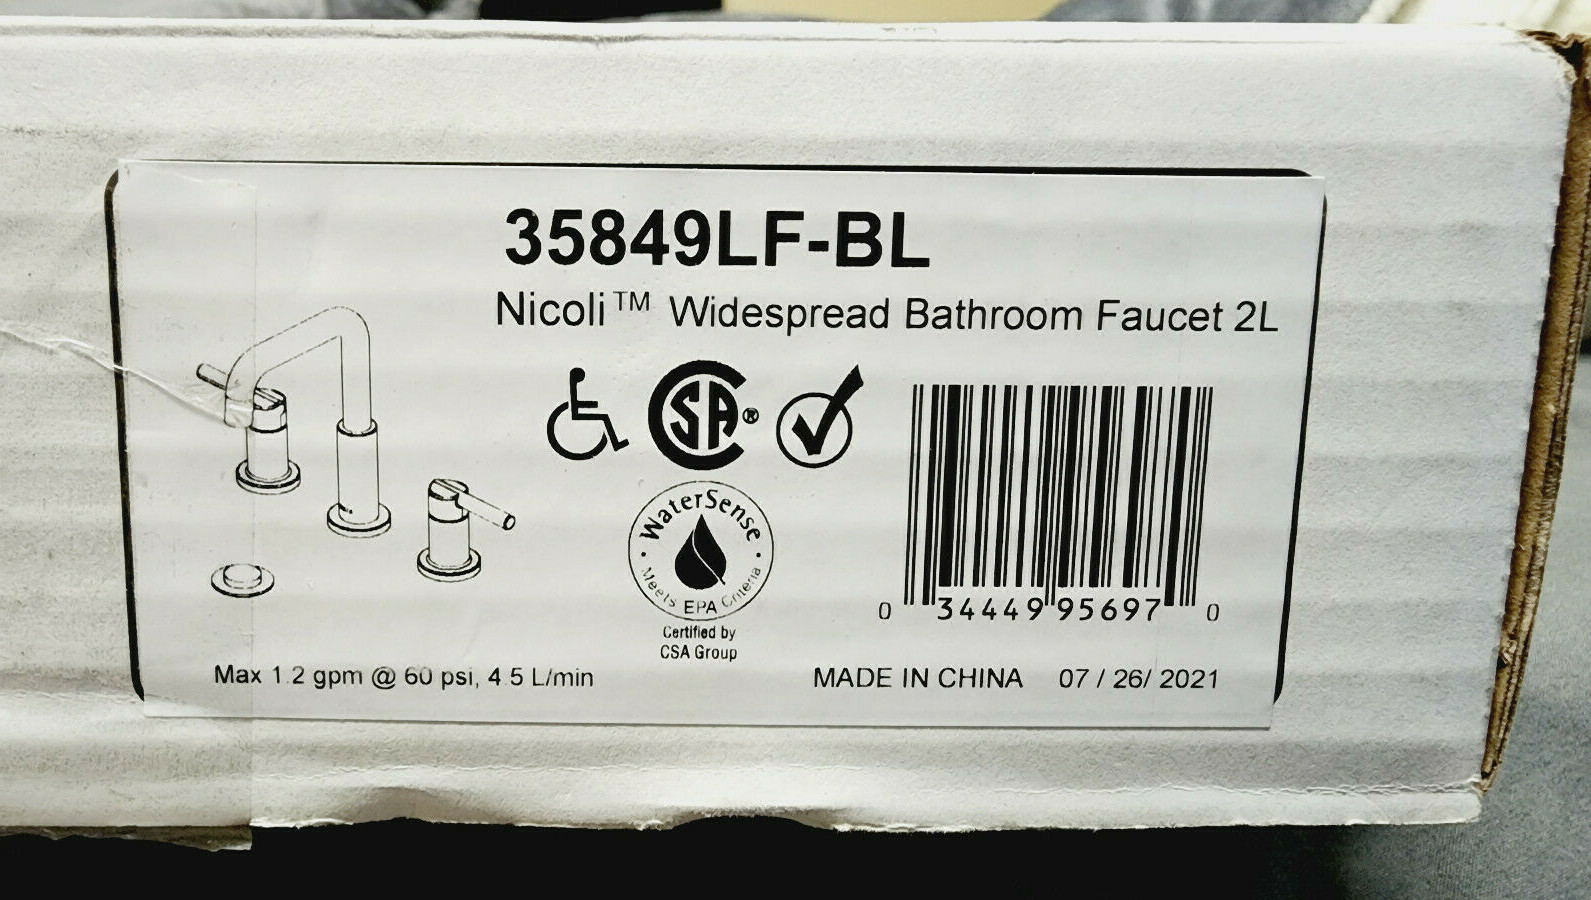 35849LF-BL
Nicoli™ Widespread Bathroom Faucet 2L
CSA®
WaterSense
Meets EPA Criteria
Certified by
CSA Group
0 34449 95697 0
Max 1.2 gpm @ 60 psi, 4.5 L/min
MADE IN CHINA 07 / 26/ 2021